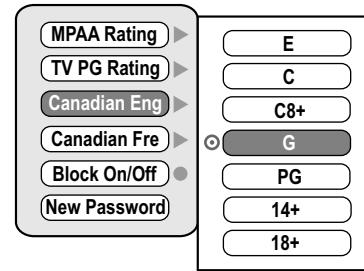 MPAA Rating
TV PG Rating
Canadian Eng
Canadian Fre
Block On/Off
New Password
E
C
C8+
G
PG
14+
18+